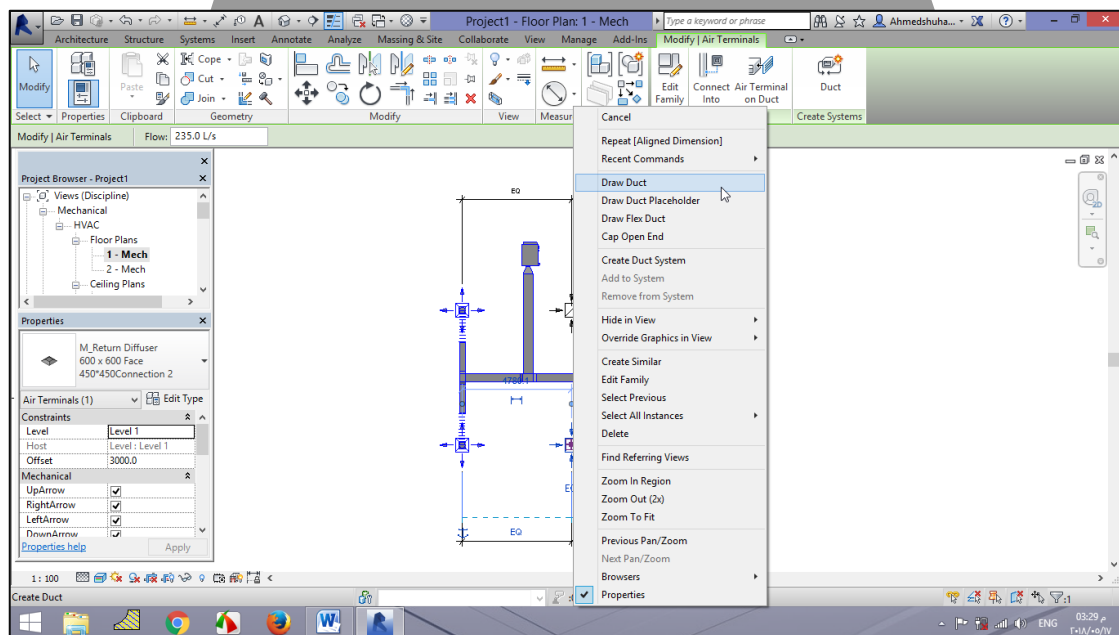 Project1 - Floor Plan: 1 - Mech
Type a keyword or phrase
Ahmedshuha...
Architecture Structure Systems Insert Annotate Analyze Massing & Site Collaborate View Manage Add-Ins Modify | Air Terminals
Modify
Paste
Cope
Cut
Join
Edit Family
Connect Into
Air Terminal on Duct
Duct
Select Properties Clipboard Geometry Modify View Measur Create Systems
Modify | Air Terminals Flow: 235.0 L/s
Project Browser - Project1
Views (Discipline)
Mechanical
HVAC
Floor Plans
1 - Mech
2 - Mech
Ceiling Plans
Properties
M_Return Diffuser
600 x 600 Face
450*450Connection 2
Air Terminals (1) Edit Type
Constraints
Level Level 1
Host Level : Level 1
Offset 3000.0
Mechanical
UpArrow
RightArrow
LeftArrow
DownArrow
Properties help Apply
EQ
EQ
EQ
Cancel
Repeat [Aligned Dimension]
Recent Commands
Draw Duct
Draw Duct Placeholder
Draw Flex Duct
Cap Open End
Create Duct System
Add to System
Remove from System
Hide in View
Override Graphics in View
Create Similar
Edit Family
Select Previous
Select All Instances
Delete
Find Referring Views
Zoom In Region
Zoom Out (2x)
Zoom To Fit
Previous Pan/Zoom
Next Pan/Zoom
Browsers
Properties
2D
1 : 100
Create Duct
:1
ENG
03:29 م
٢٠١٨/٠٥/١٧